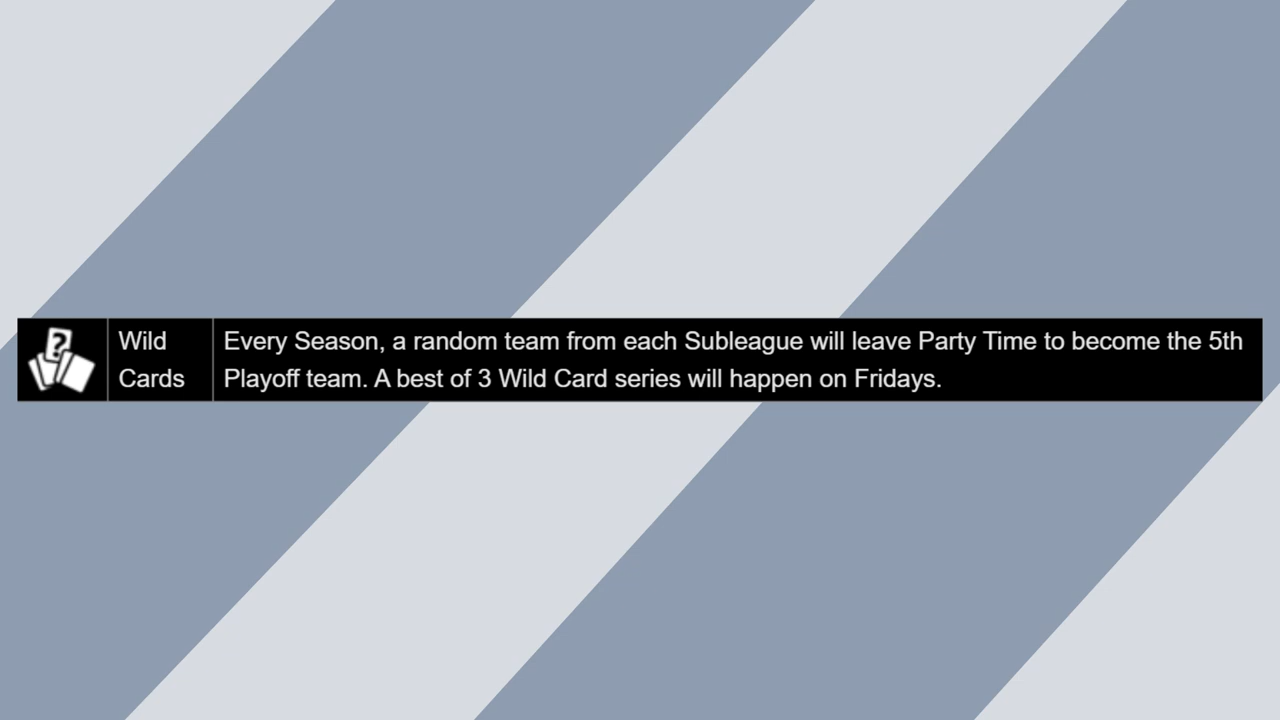 ?
Wild
Cards
Every Season, a random team from each Subleague will leave Party Time to become the 5th
Playoff team. A best of 3 Wild Card series will happen on Fridays.